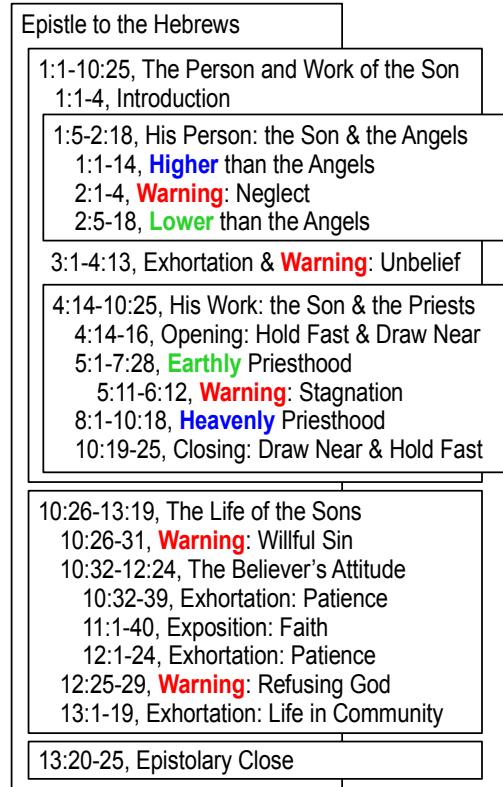 Epistle to the Hebrews
1:1-10:25, The Person and Work of the Son
1:1-4, Introduction
1:5-2:18, His Person: the Son & the Angels
1:1-14, Higher than the Angels
2:1-4, Warning: Neglect
2:5-18, Lower than the Angels
3:1-4:13, Exhortation & Warning: Unbelief
4:14-10:25, His Work: the Son & the Priests
4:14-16, Opening: Hold Fast & Draw Near
5:1-7:28, Earthly Priesthood
5:11-6:12, Warning: Stagnation
8:1-10:18, Heavenly Priesthood
10:19-25, Closing: Draw Near & Hold Fast
10:26-13:19, The Life of the Sons
10:26-31, Warning: Willful Sin
10:32-12:24, The Believer's Attitude
10:32-39, Exhortation: Patience
11:1-40, Exposition: Faith
12:1-24, Exhortation: Patience
12:25-29, Warning: Refusing God
13:1-19, Exhortation: Life in Community
13:20-25, Epistolary Close